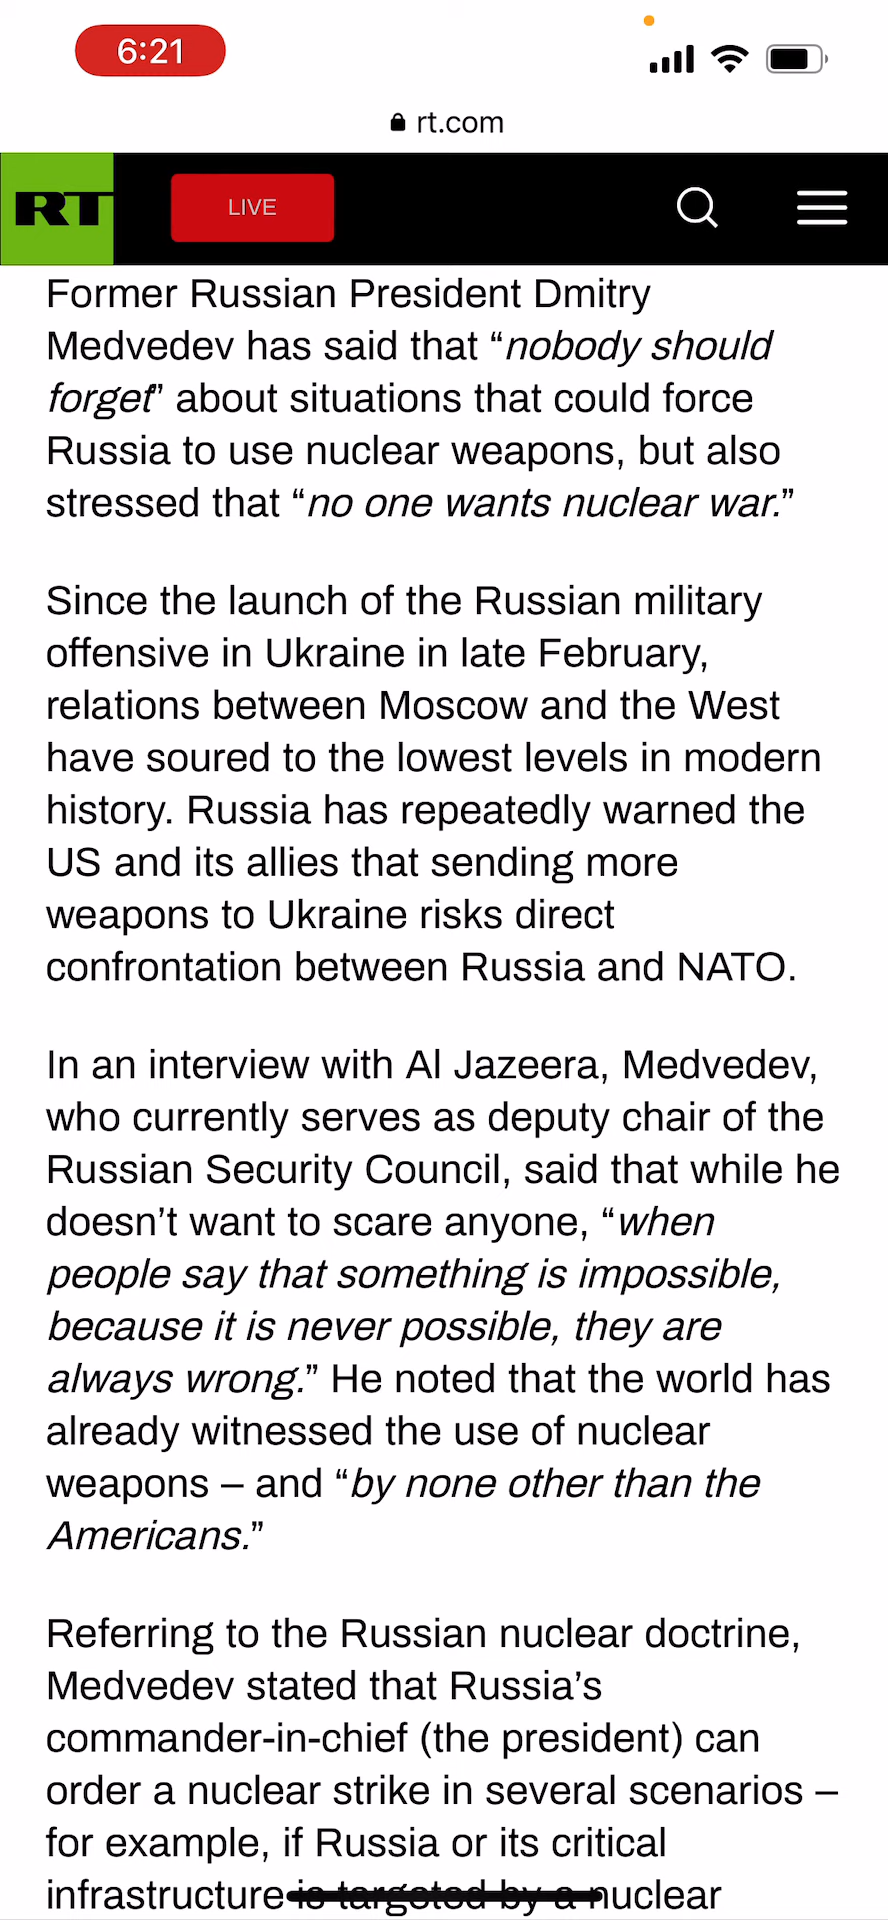 6:21
rt.com
RT
LIVE
Former Russian President Dmitry
Medvedev has said that “nobody should
forget” about situations that could force
Russia to use nuclear weapons, but also
stressed that “no one wants nuclear war.”
Since the launch of the Russian military
offensive in Ukraine in late February,
relations between Moscow and the West
have soured to the lowest levels in modern
history. Russia has repeatedly warned the
US and its allies that sending more
weapons to Ukraine risks direct
confrontation between Russia and NATO.
In an interview with Al Jazeera, Medvedev,
who currently serves as deputy chair of the
Russian Security Council, said that while he
doesn’t want to scare anyone, “when
people say that something is impossible,
because it is never possible, they are
always wrong.” He noted that the world has
already witnessed the use of nuclear
weapons – and “by none other than the
Americans.”
Referring to the Russian nuclear doctrine,
Medvedev stated that Russia’s
commander-in-chief (the president) can
order a nuclear strike in several scenarios –
for example, if Russia or its critical
infrastructure is targeted by a nuclear